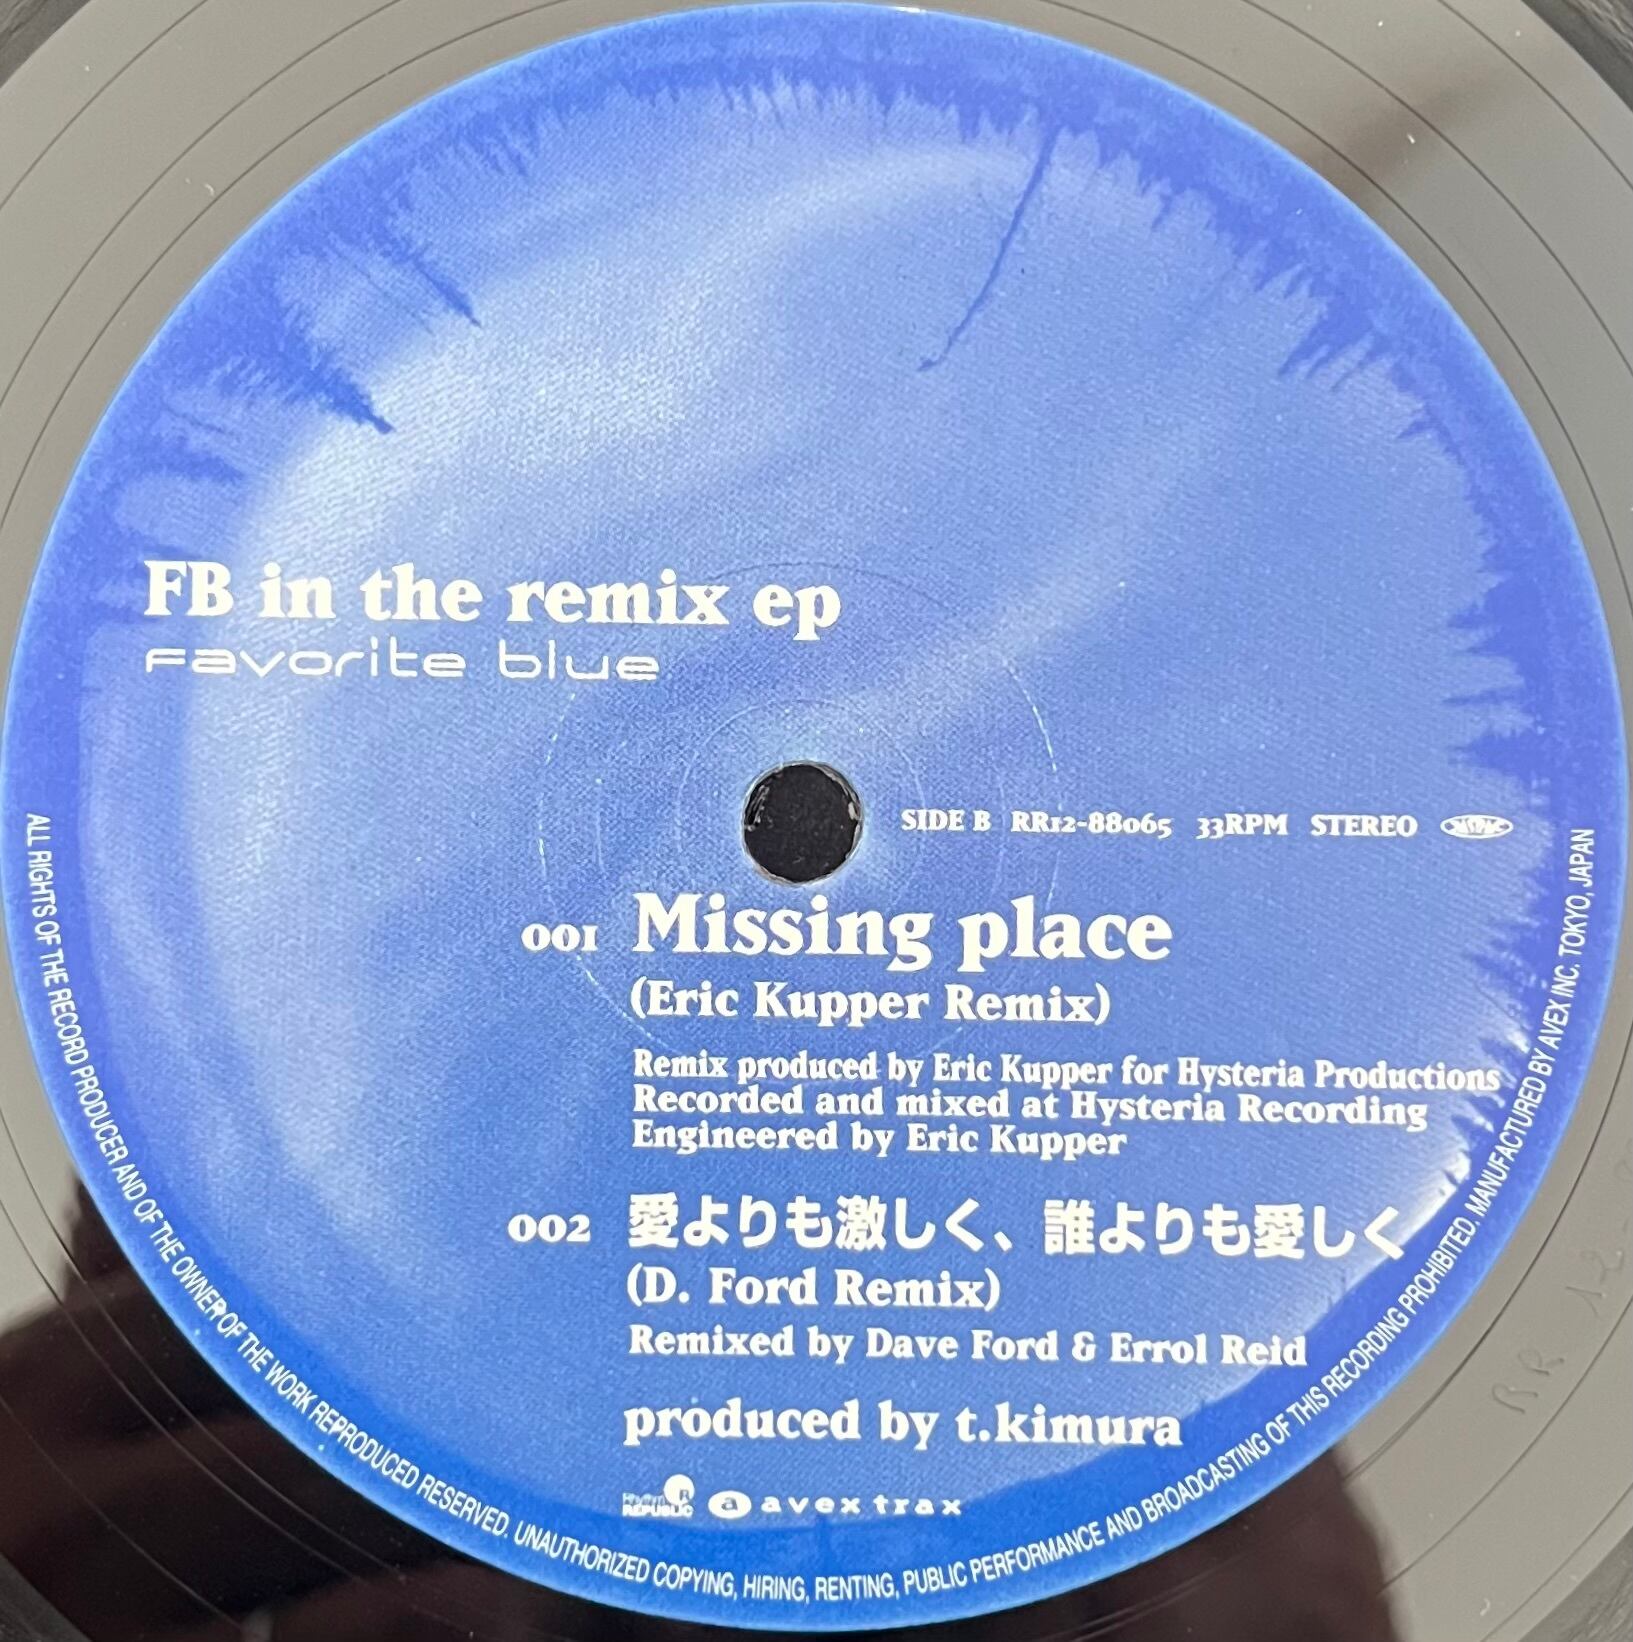 FB in the remix ep
favorite blue
SIDE B RR12-88065 33RPM STEREO
001 Missing place
(Eric Kupper Remix)
Remix produced by Eric Kupper for Hysteria Productions
Recorded and mixed at Hysteria Recording
Engineered by Eric Kupper
002 愛よりも激しく、誰よりも愛しく
(D. Ford Remix)
Remixed by Dave Ford & Errol Reid
produced by t.kimura
REPUBLIC a avex trax
ALL RIGHTS OF THE RECORD PRODUCER AND OF THE OWNER OF THE WORK REPRODUCED RESERVED. UNAUTHORIZED COPYING, HIRING, RENTING, PUBLIC PERFORMANCE AND BROADCASTING OF THIS RECORDING PROHIBITED. MANUFACTURED BY AVEX INC. TOKYO, JAPAN